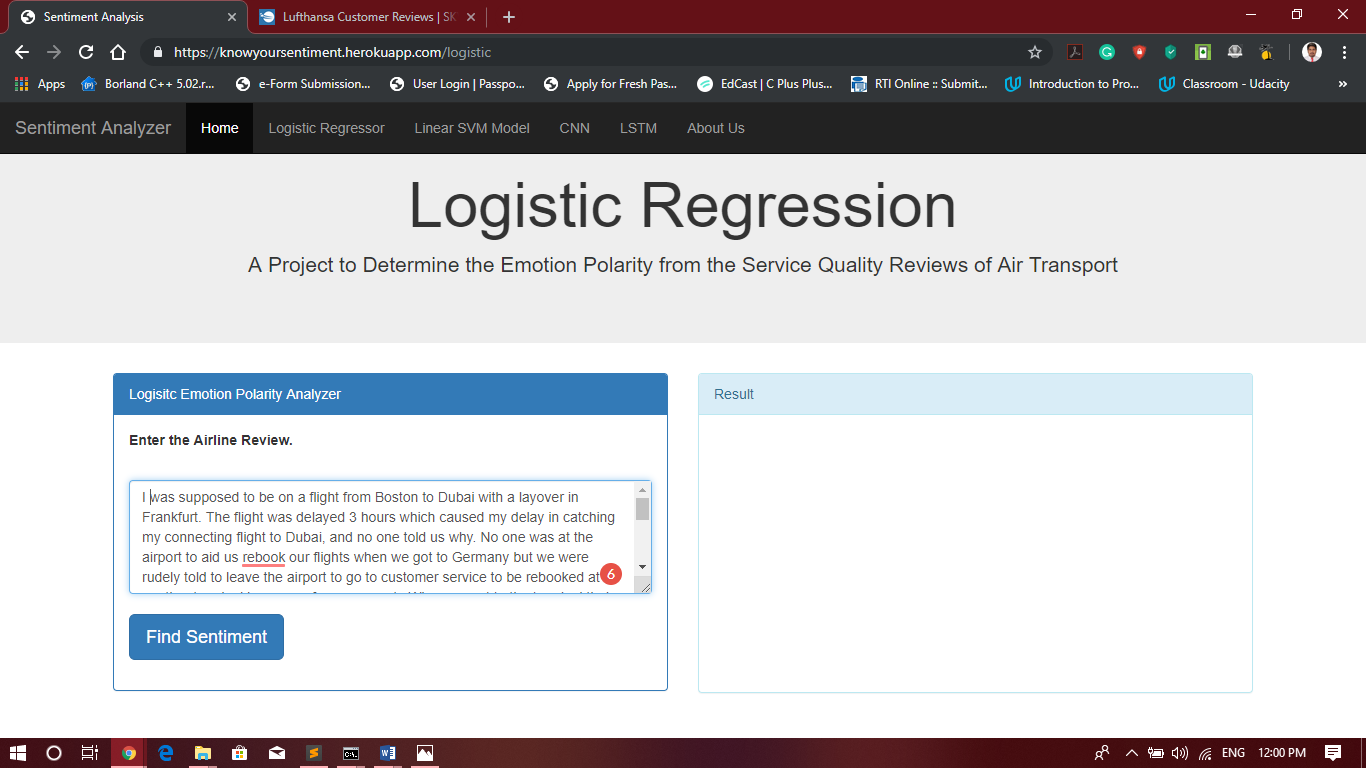 Sentiment Analysis
Lufthansa Customer Reviews | SK
https://knowyoursentiment.herokuapp.com/logistic
Apps Borland C++ 5.02.r... e-Form Submission... User Login | Passpo... Apply for Fresh Pas... EdCast | C Plus Plus... RTI Online :: Submit... Introduction to Pro... Classroom - Udacity »
Sentiment Analyzer Home Logistic Regressor Linear SVM Model CNN LSTM About Us
Logistic Regression
A Project to Determine the Emotion Polarity from the Service Quality Reviews of Air Transport
Logisitc Emotion Polarity Analyzer
Enter the Airline Review.
I was supposed to be on a flight from Boston to Dubai with a layover in
Frankfurt. The flight was delayed 3 hours which caused my delay in catching
my connecting flight to Dubai, and no one told us why. No one was at the
airport to aid us rebook our flights when we got to Germany but we were
rudely told to leave the airport to go to customer service to be rebooked at
6
Find Sentiment
Result
ENG 12:00 PM